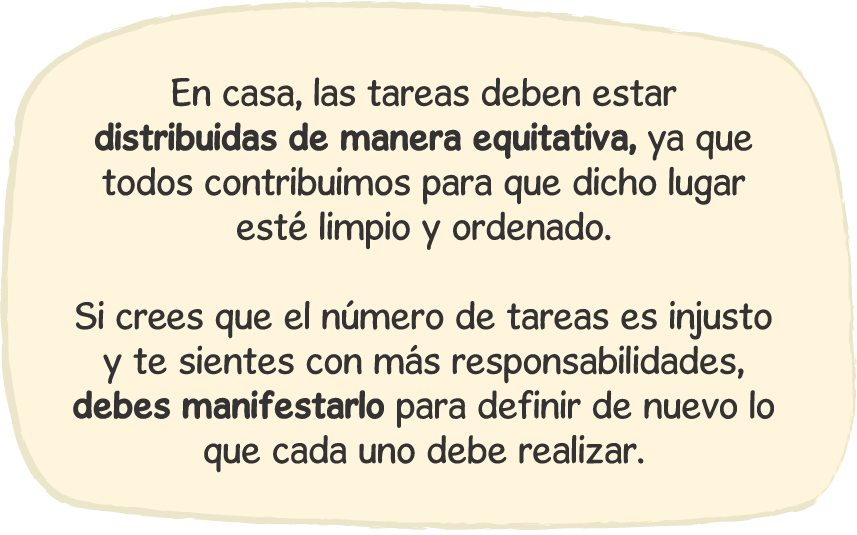 En casa, las tareas deben estar
distribuidas de manera equitativa, ya que
todos contribuimos para que dicho lugar
esté limpio y ordenado.
Si crees que el número de tareas es injusto
y te sientes con más responsabilidades,
debes manifestarlo para definir de nuevo lo
que cada uno debe realizar.